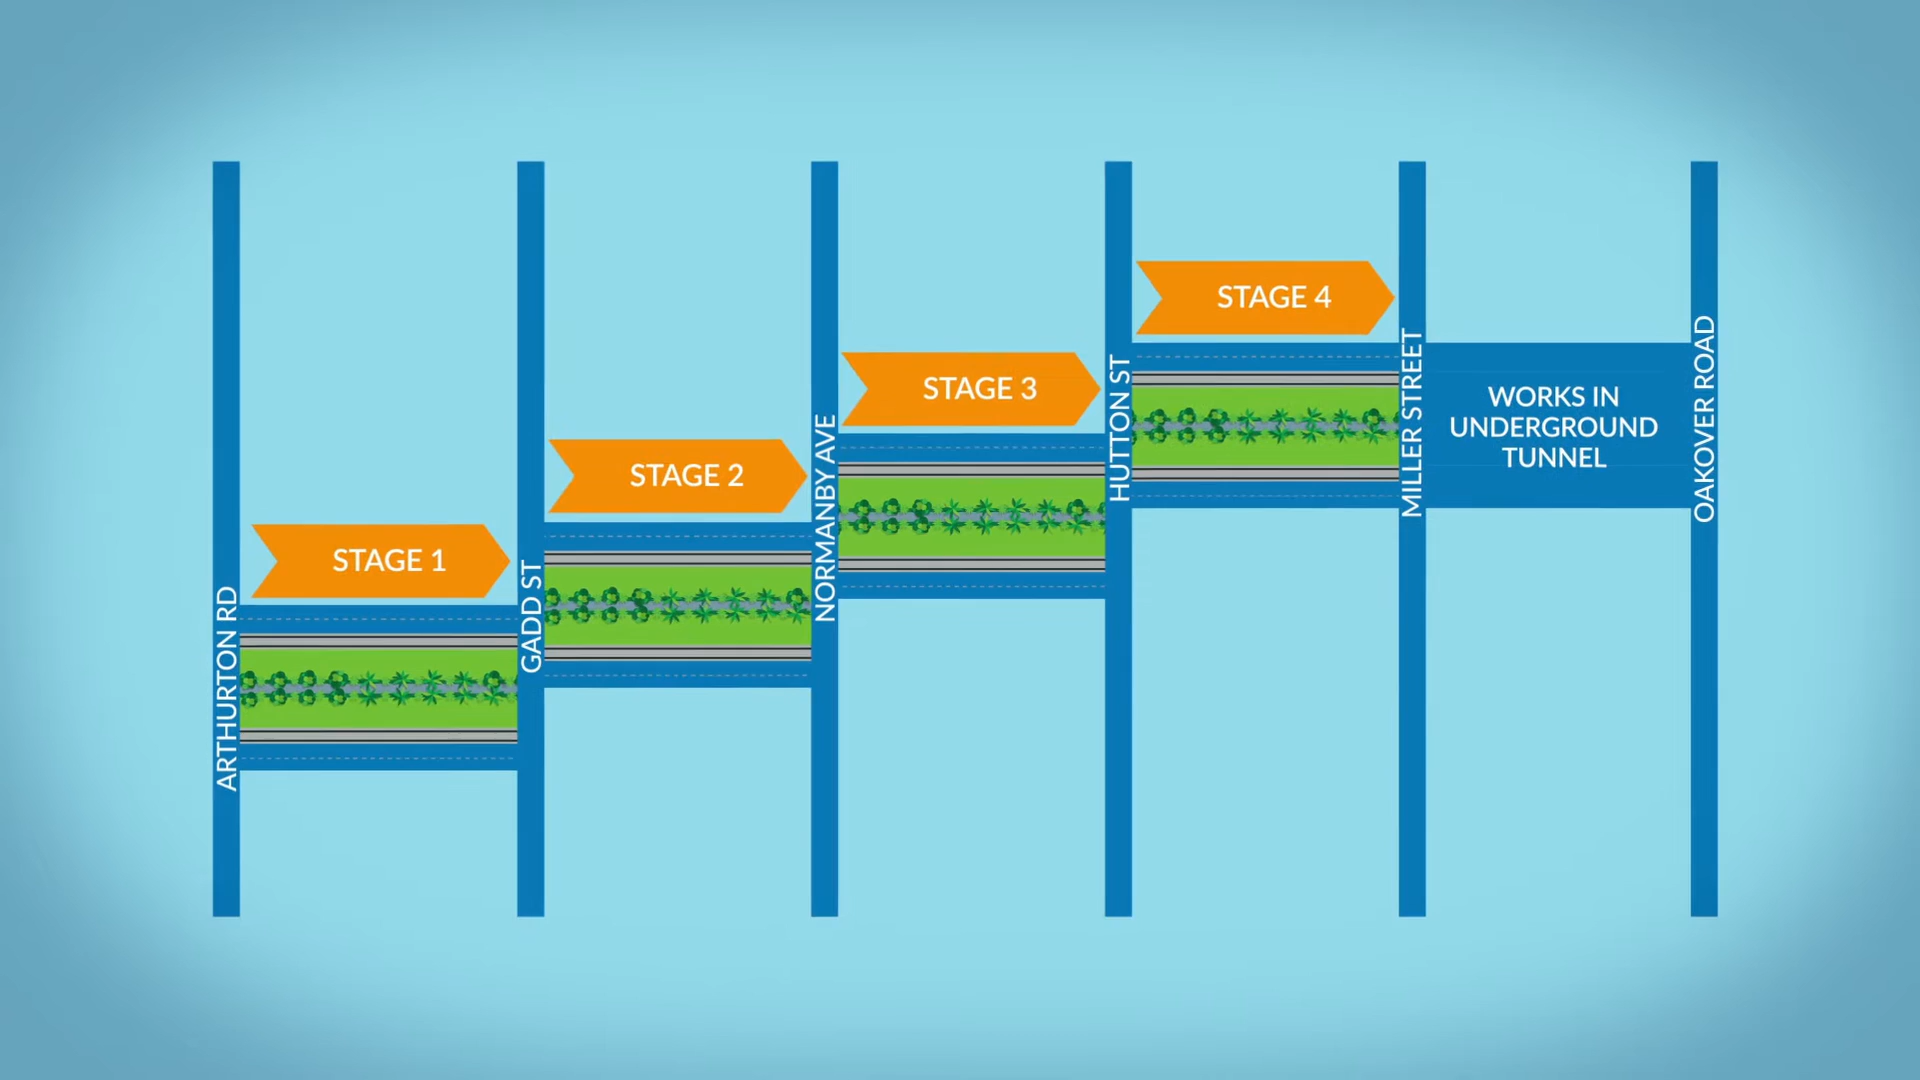 STAGE 1
STAGE 2
STAGE 3
STAGE 4
ARTHURTON RD
GADD ST
NORMANBY AVE
HUTTON ST
MILLER STREET
WORKS IN
UNDERGROUND
TUNNEL
OAKOVER ROAD